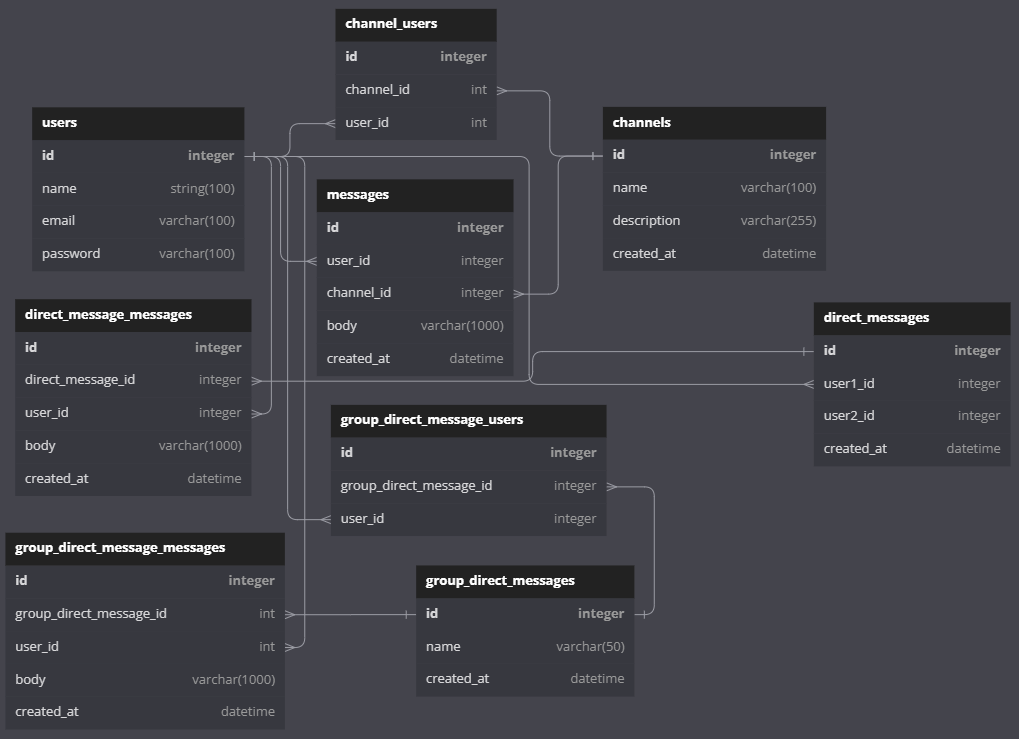 channel_users
id integer
channel_id int
user_id int
users
id integer
name string(100)
email varchar(100)
password varchar(100)
channels
id integer
name varchar(100)
description varchar(255)
created_at datetime
messages
id integer
user_id integer
channel_id integer
body varchar(1000)
created_at datetime
direct_message_messages
id integer
direct_message_id integer
user_id integer
body varchar(1000)
created_at datetime
direct_messages
id integer
user1_id integer
user2_id integer
created_at datetime
group_direct_message_users
id integer
group_direct_message_id integer
user_id integer
group_direct_message_messages
id integer
group_direct_message_id int
user_id int
body varchar(1000)
created_at datetime
group_direct_messages
id integer
name varchar(50)
created_at datetime